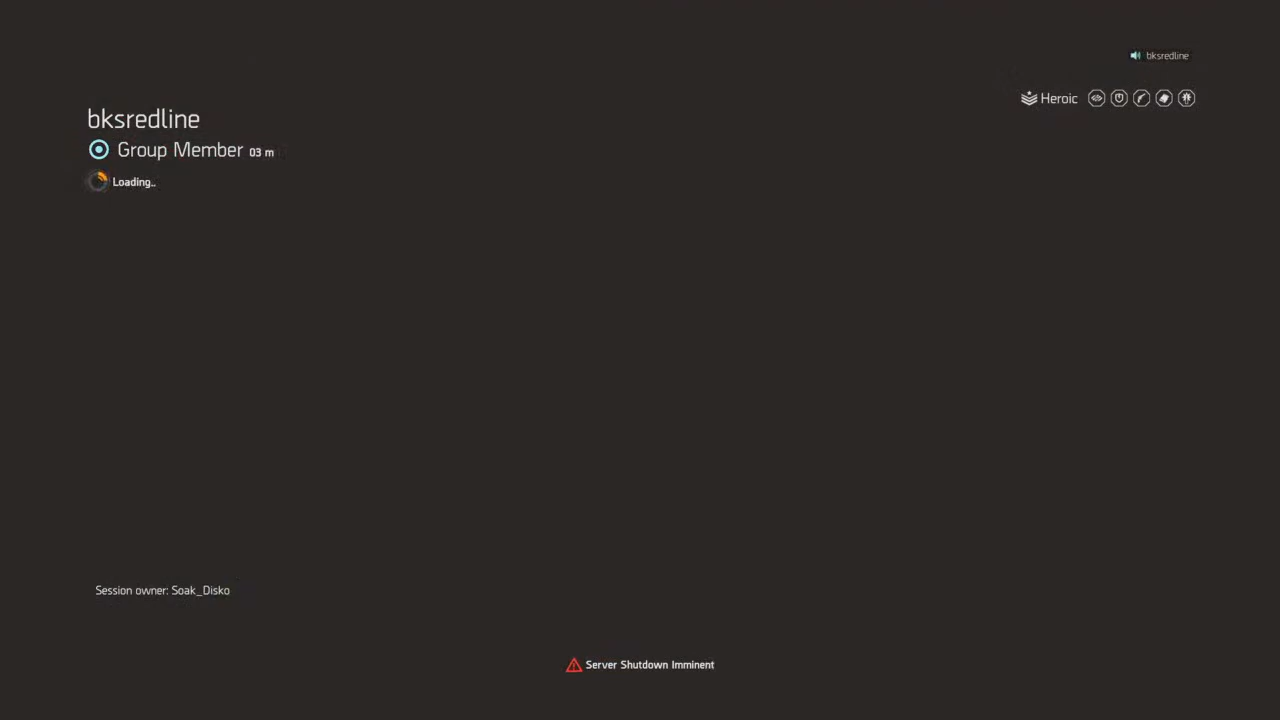 bksredline
Heroic
bksredline
Group Member 03 m
Loading..
Session owner: Soak_Disko
Server Shutdown Imminent